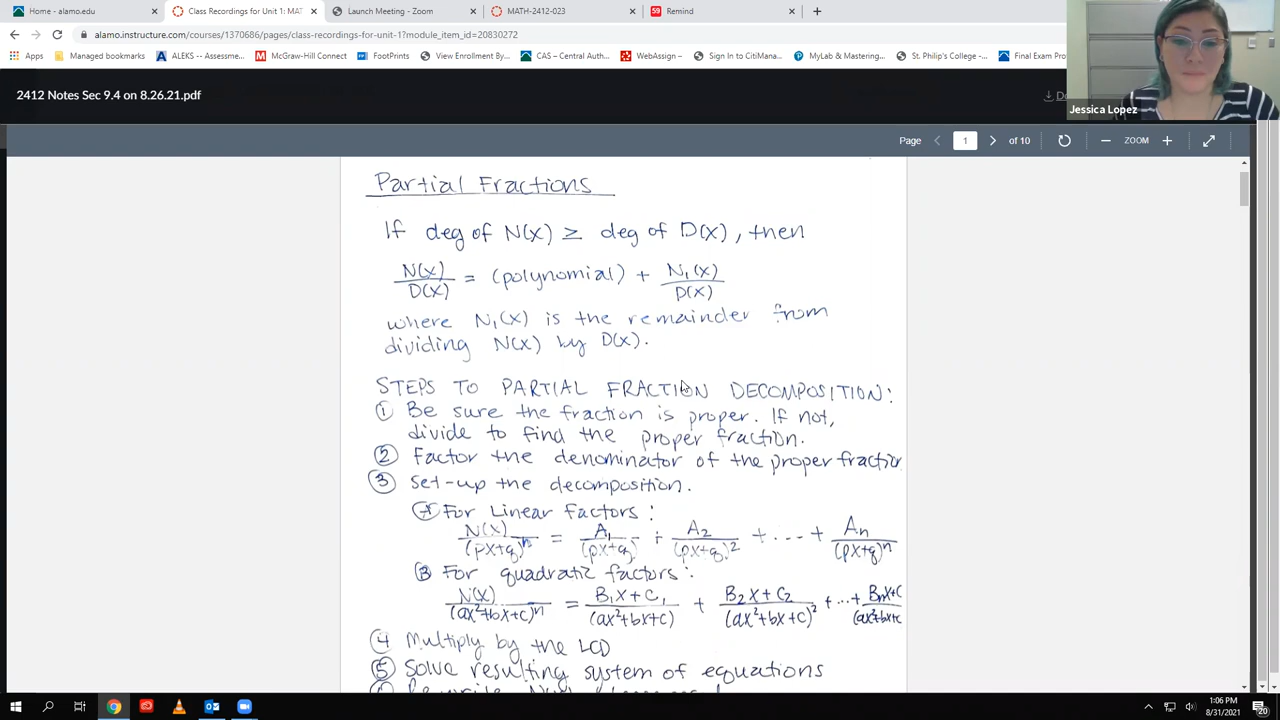 Home - alamo.edu
Class Recordings for Unit 1: MAT
Launch Meeting - Zoom
MATH-2412-023
59 Remind
alamo.instructure.com/courses/1370686/pages/class-recordings-for-unit-1?module_item_id=20830272
Managed bookmarks
ALEKS -- Assessme...
McGraw-Hill Connect
FootPrints
View Enrollment By...
CAS – Central Auth...
WebAssign -
Sign In to CitiMana...
MyLab & Mastering...
St. Philip's College -...
Final Exam Pro
2412 Notes Sec 9.4 on 8.26.21.pdf
Jessica Lopez
Page 1 of 10
ZOOM
Partial Fractions
If deg of N(x) ≥ deg of D(x), then
N(x)/D(x) = (polynomial) + N₁(x)/D(x)
where N₁(x) is the remainder from
dividing N(x) by D(x).
STEPS TO PARTIAL FRACTION DECOMPOSITION:
① Be sure the fraction is proper. If not,
divide to find the proper fraction.
② Factor the denominator of the proper fraction
③ Set-up the decomposition.
Ⓐ For Linear Factors:
N(x)/(px+q)ⁿ = A₁/(px+q) + A₂/(px+q)² + ... + Aₙ/(px+q)ⁿ
Ⓑ For quadratic factors:
N(x)/(ax²+bx+c)ⁿ = B₁x+C₁/(ax²+bx+c) + B₂x+C₂/(ax²+bx+c)² + ... + Bₙx+C/(ax²+bx+c
④ Multiply by the LCD
⑤ Solve resulting system of equations
1:06 PM
8/31/2021
20